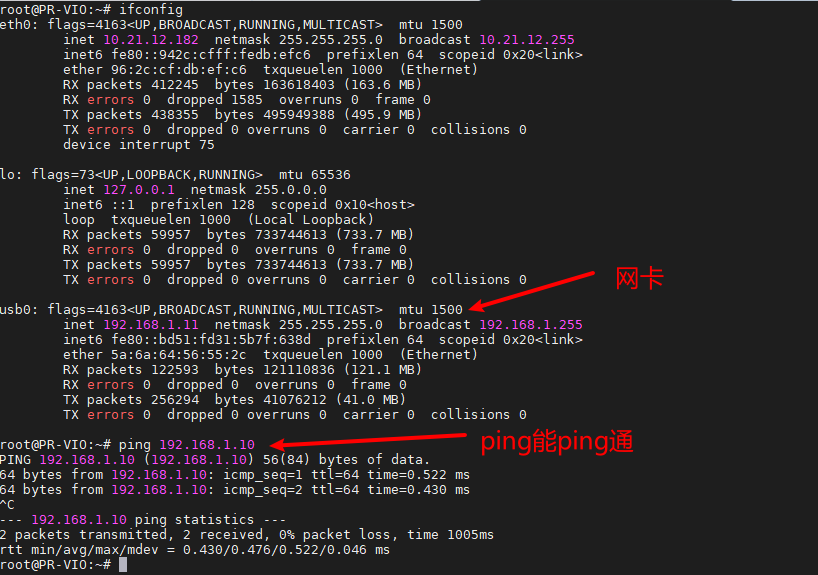 root@PR-VIO:~# ifconfig
eth0: flags=4163<UP,BROADCAST,RUNNING,MULTICAST>  mtu 1500
        inet 10.21.12.182  netmask 255.255.255.0  broadcast 10.21.12.255
        inet6 fe80::942c:cfff:fedb:efc6  prefixlen 64  scopeid 0x20<link>
        ether 96:2c:cf:db:ef:c6  txqueuelen 1000  (Ethernet)
        RX packets 412245  bytes 163618403 (163.6 MB)
        RX errors 0  dropped 1585  overruns 0  frame 0
        TX packets 438355  bytes 495949388 (495.9 MB)
        TX errors 0  dropped 0 overruns 0  carrier 0  collisions 0
        device interrupt 75
lo: flags=73<UP,LOOPBACK,RUNNING>  mtu 65536
        inet 127.0.0.1  netmask 255.0.0.0
        inet6 ::1  prefixlen 128  scopeid 0x10<host>
        loop  txqueuelen 1000  (Local Loopback)
        RX packets 59957  bytes 733744613 (733.7 MB)
        RX errors 0  dropped 0  overruns 0  frame 0
        TX packets 59957  bytes 733744613 (733.7 MB)
        TX errors 0  dropped 0 overruns 0  carrier 0  collisions 0
网卡
usb0: flags=4163<UP,BROADCAST,RUNNING,MULTICAST>  mtu 1500
        inet 192.168.1.11  netmask 255.255.255.0  broadcast 192.168.1.255
        inet6 fe80::bd51:fd31:5b7f:638d  prefixlen 64  scopeid 0x20<link>
        ether 5a:6a:64:56:55:2c  txqueuelen 1000  (Ethernet)
        RX packets 122593  bytes 121110836 (121.1 MB)
        RX errors 0  dropped 0  overruns 0  frame 0
        TX packets 256294  bytes 41076212 (41.0 MB)
        TX errors 0  dropped 0 overruns 0  carrier 0  collisions 0
root@PR-VIO:~# ping 192.168.1.10
ping能ping通
PING 192.168.1.10 (192.168.1.10) 56(84) bytes of data.
64 bytes from 192.168.1.10: icmp_seq=1 ttl=64 time=0.522 ms
64 bytes from 192.168.1.10: icmp_seq=2 ttl=64 time=0.430 ms
^C
--- 192.168.1.10 ping statistics ---
2 packets transmitted, 2 received, 0% packet loss, time 1005ms
rtt min/avg/max/mdev = 0.430/0.476/0.522/0.046 ms
root@PR-VIO:~#